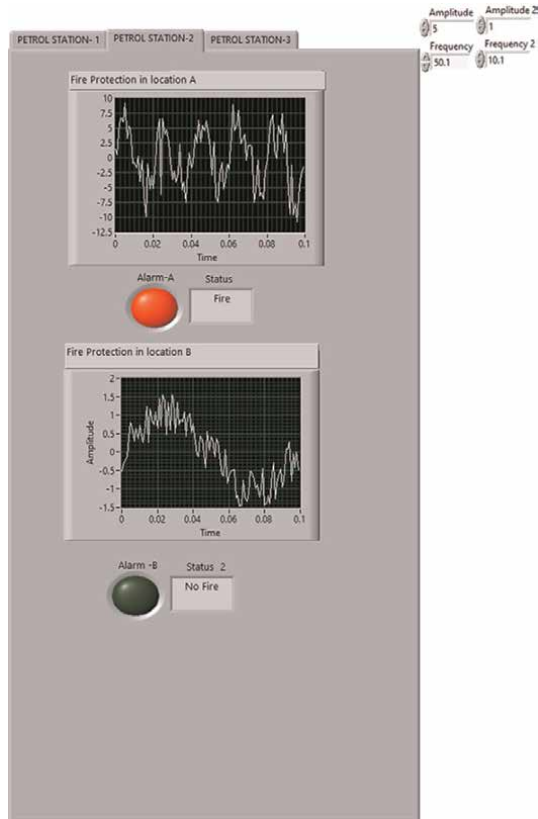 PETROL STATION- 1
PETROL STATION-2
PETROL STATION-3
Amplitude
5
Amplitude 2
1
Frequency
50.1
Frequency 2
10.1
Fire Protection in location A
10
7.5
5
2.5
0
-2.5
-5
-7.5
-10
-12.5
0 0.02 0.04 0.06 0.08 0.1
Time
Alarm-A
Status
Fire
Fire Protection in location B
Amplitude
2
1.5
1
0.5
0
-0.5
-1
-1.5
0 0.02 0.04 0.06 0.08 0.1
Time
Alarm -B
Status 2
No Fire